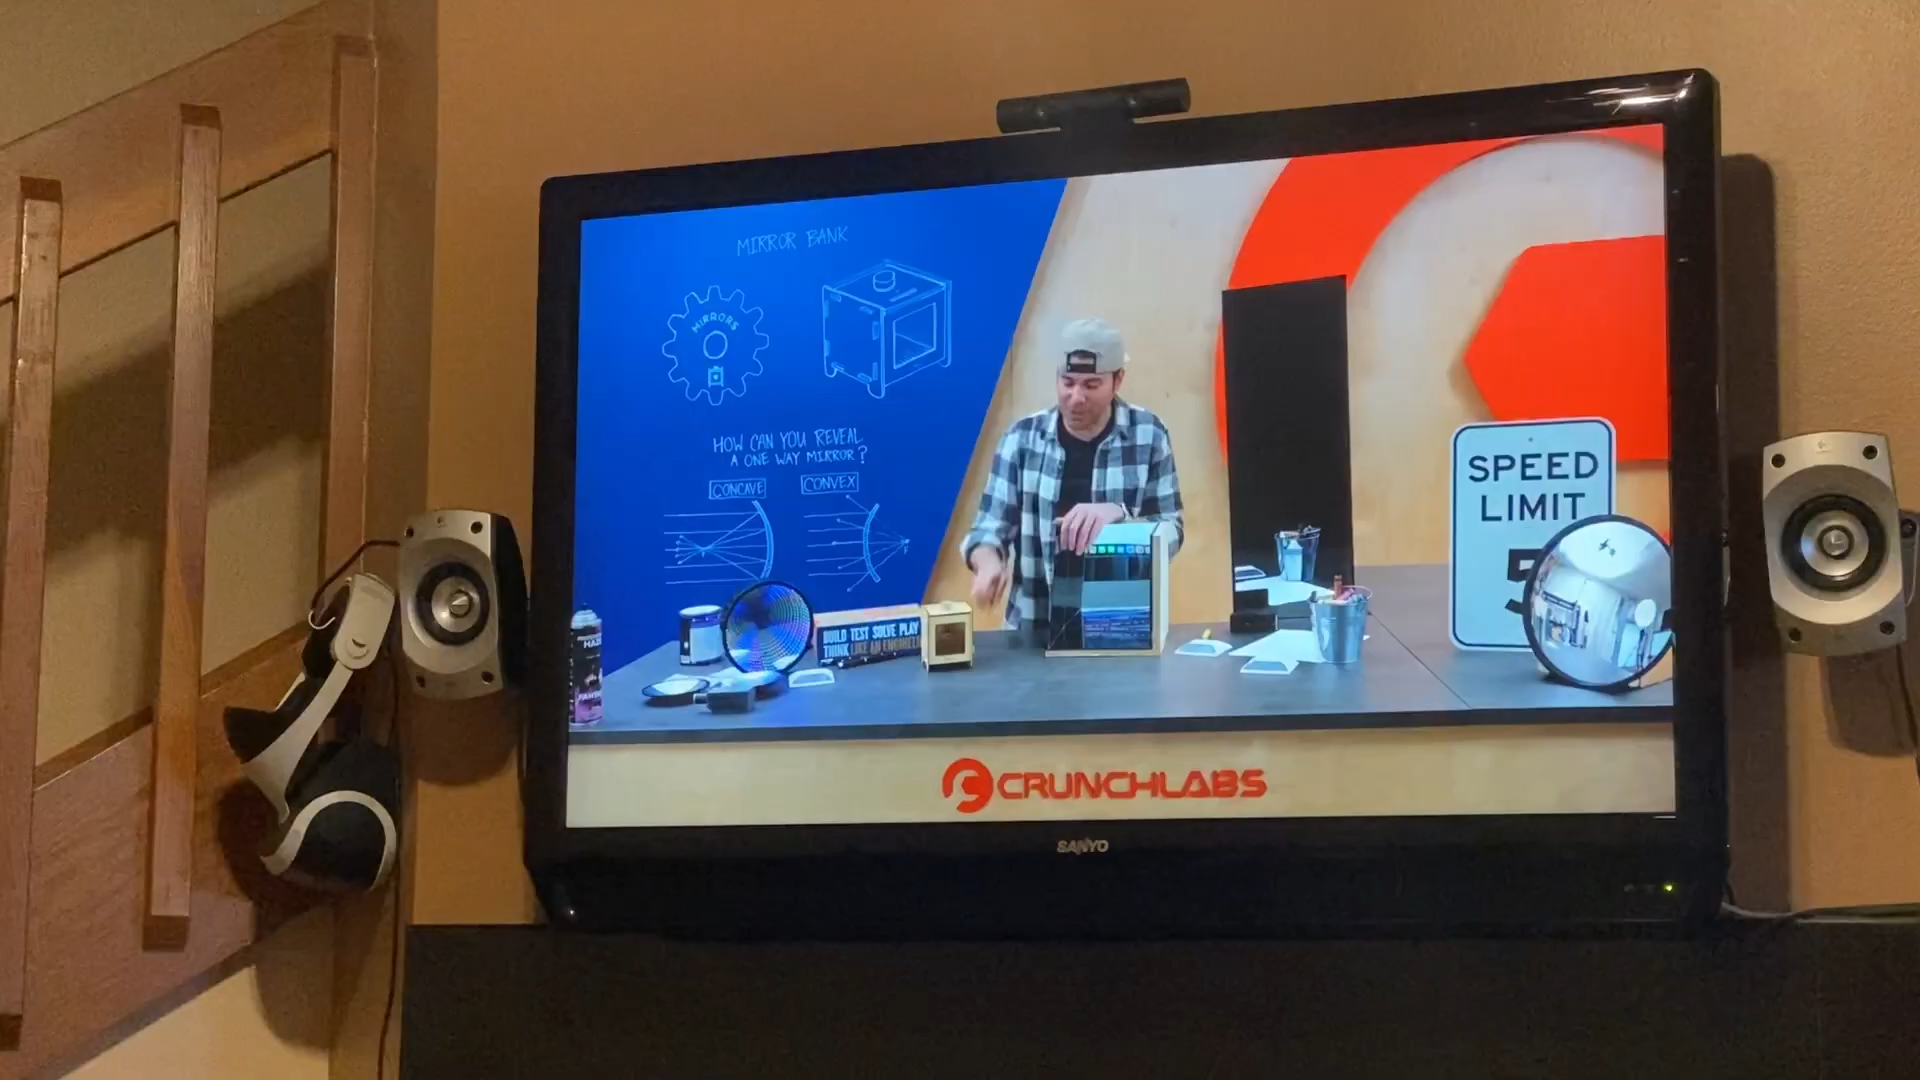 MIRROR BANK
MIRRORS
HOW CAN YOU REVEAL
A ONE WAY MIRROR?
CONCAVE
CONVEX
F
BUILD TEST SOLVE PLAY
THINK LIKE AN ENGINEER
SPEED
LIMIT
5
CRUNCHLABS
SANYO